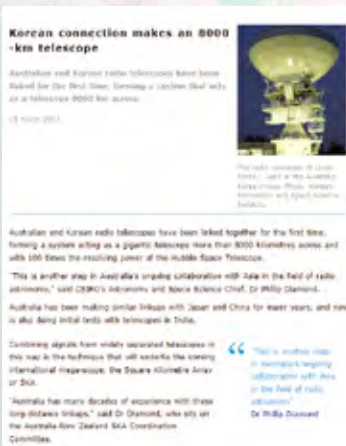 Korean connection makes an 8000
-km telescope
Australian and Korean radio telescopes have been
linked for the first time, forming a system that acts
as a telescope 8000 km across.
Australian and Korean radio telescopes have been linked together for the first time,
forming a system acting as a gigantic telescope more than 8000 kilometres across and
with 100 times the resolving power of the Hubble Space Telescope.
"This is another step in Australia's ongoing collaboration with Asia in the field of radio
astronomy," said CSIRO's Astronomy and Space Science Chief, Dr Philip Diamond.
Australia has been making similar linkups with Japan and China for many years, and now
is also doing initial tests with telescopes in India.
Combining signals from widely separated telescopes in
this way is the technique that will underlie the coming
international megascope, the Square Kilometre Array
or SKA.
"Australia has many decades of experience with these
long-distance linkups," said Dr Diamond, who sits on
the Australia-New Zealand SKA Coordination
Committee.
"This is another step
in Australia's ongoing
collaboration with Asia
in the field of radio
astronomy"
Dr Philip Diamond